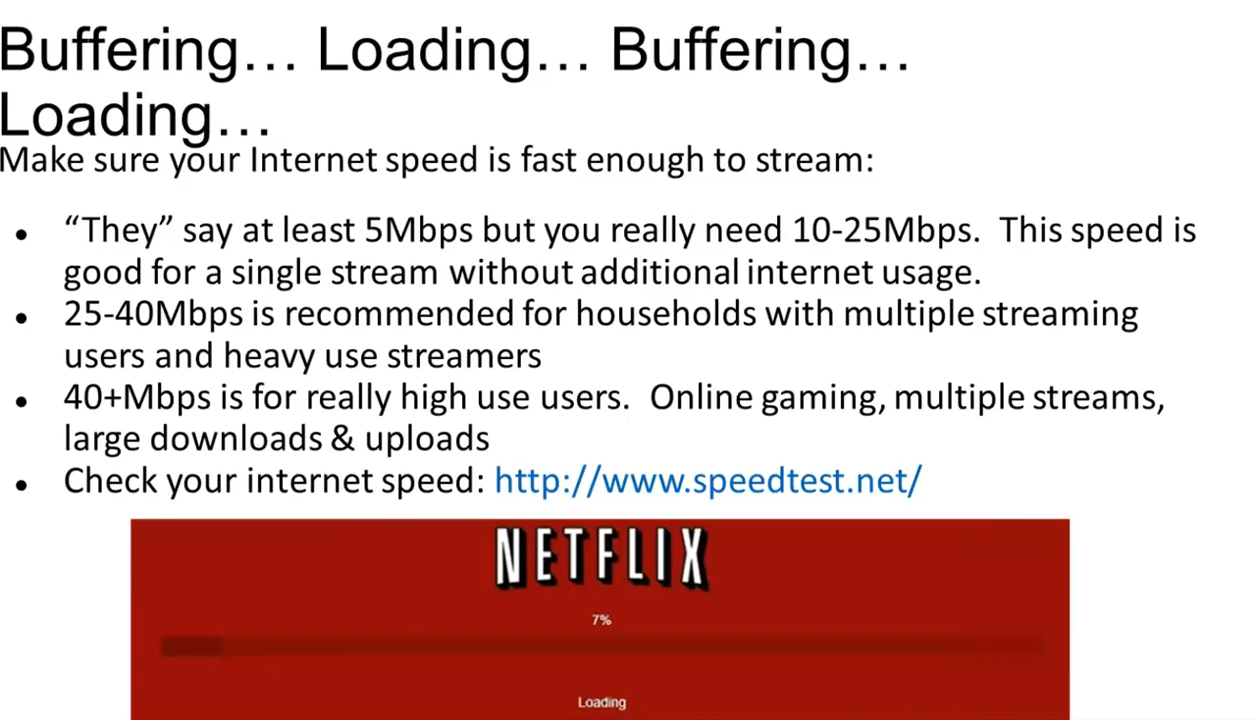 Buffering… Loading… Buffering…
Loading…
Make sure your Internet speed is fast enough to stream:
• “They” say at least 5Mbps but you really need 10-25Mbps.  This speed is
good for a single stream without additional internet usage.
• 25-40Mbps is recommended for households with multiple streaming
users and heavy use streamers
• 40+Mbps is for really high use users.  Online gaming, multiple streams,
large downloads & uploads
• Check your internet speed: http://www.speedtest.net/
NETFLIX
7%
Loading